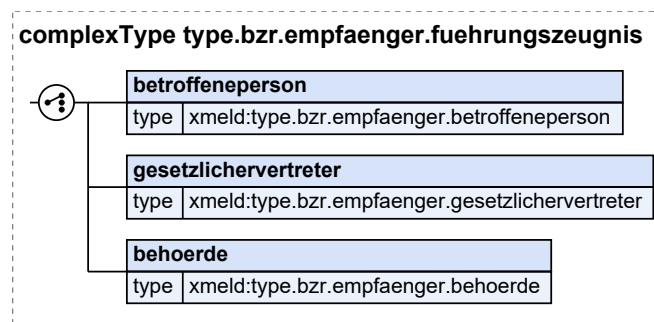 complexType type.bzr.empfaenger.fuehrungszeugnis
betroffeneperson
type xmeld:type.bzr.empfaenger.betroffeneperson
gesetzlichervertreter
type xmeld:type.bzr.empfaenger.gesetzlichervertreter
behoerde
type xmeld:type.bzr.empfaenger.behoerde